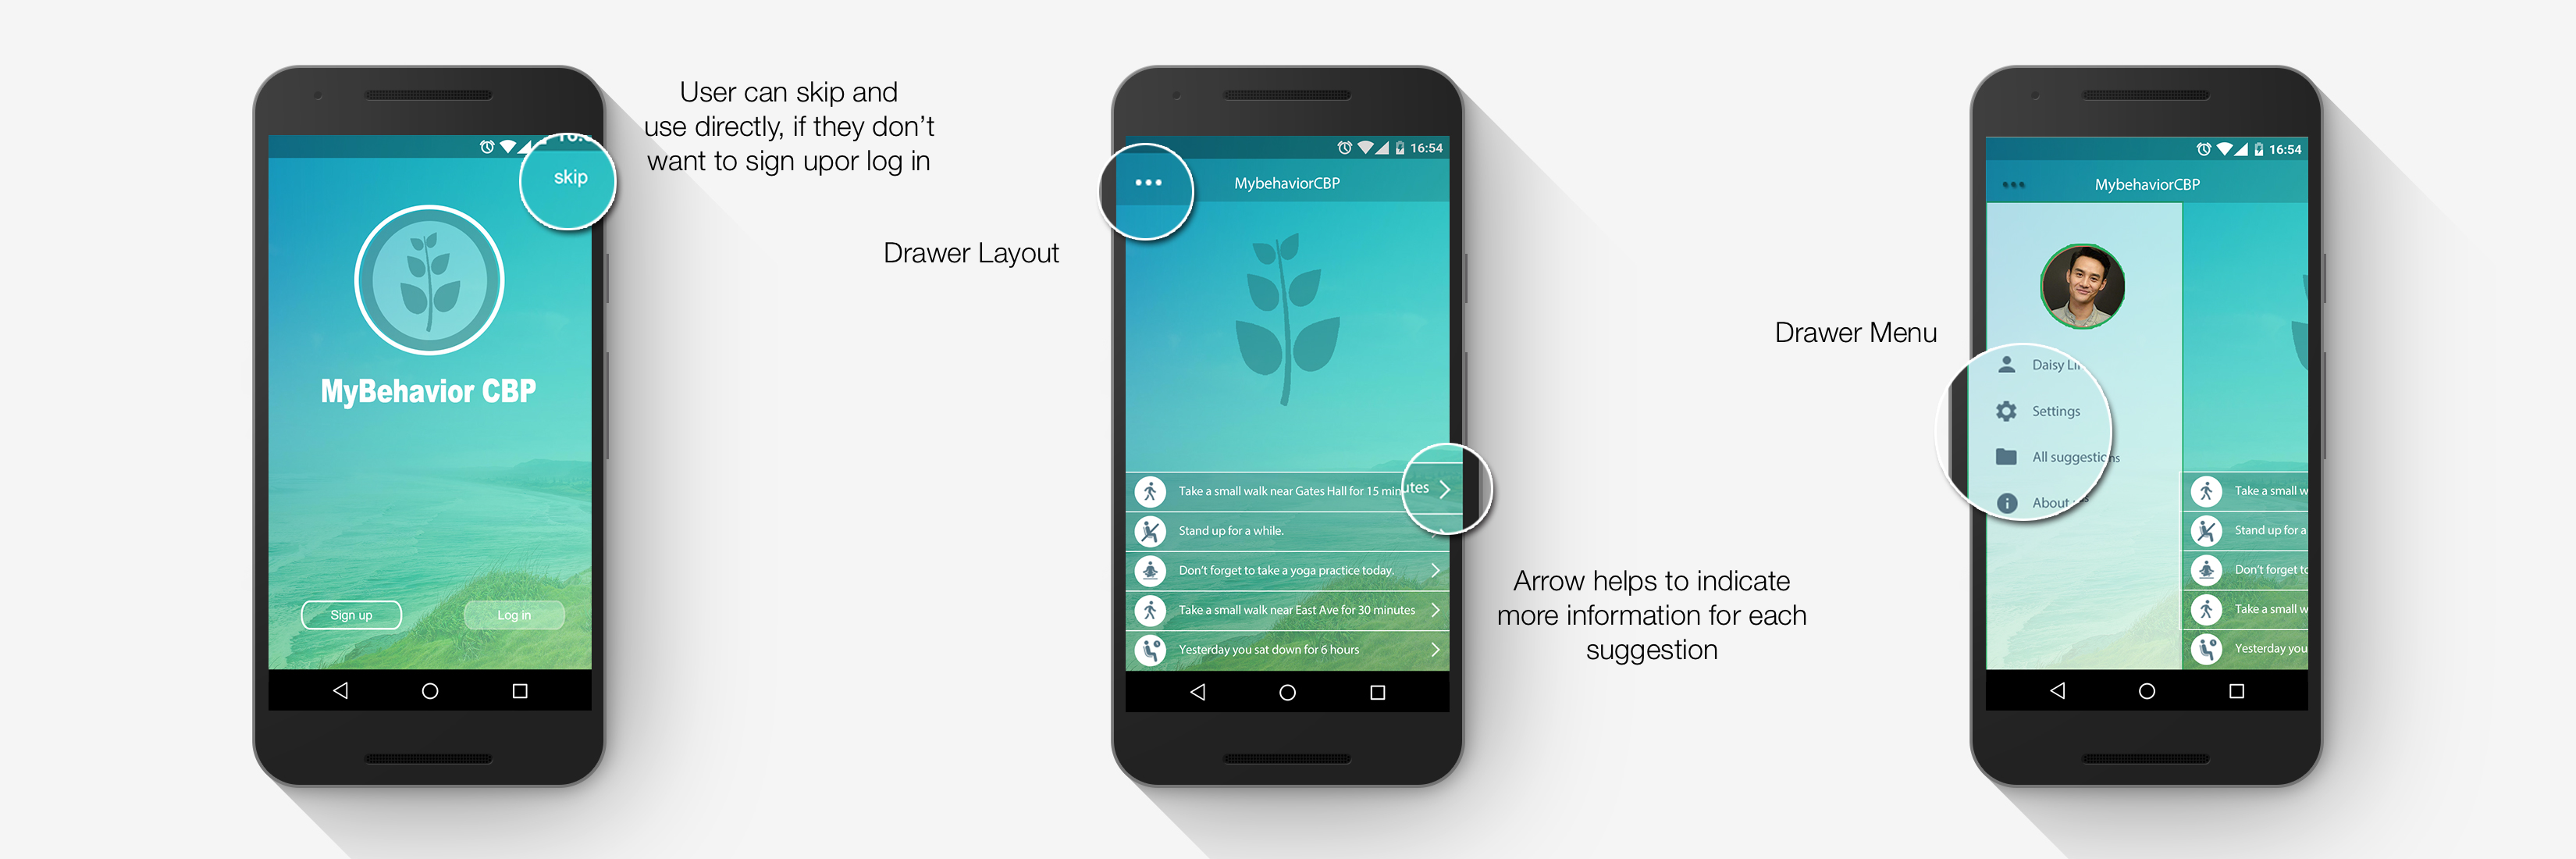 User can skip and
use directly, if they don't
want to sign upor log in
skip
MyBehavior CBP
Sign up
Log in
Drawer Layout
16:54
MybehaviorCBP
Take a small walk near Gates Hall for 15 minutes
Stand up for a while.
Don't forget to take a yoga practice today.
Take a small walk near East Ave for 30 minutes
Yesterday you sat down for 6 hours
Arrow helps to indicate
more information for each
suggestion
Drawer Menu
16:54
MybehaviorCBP
Daisy
Settings
All suggestions
About
Take a small
Stand up for a
Don't forget
Take a small
Yesterday you